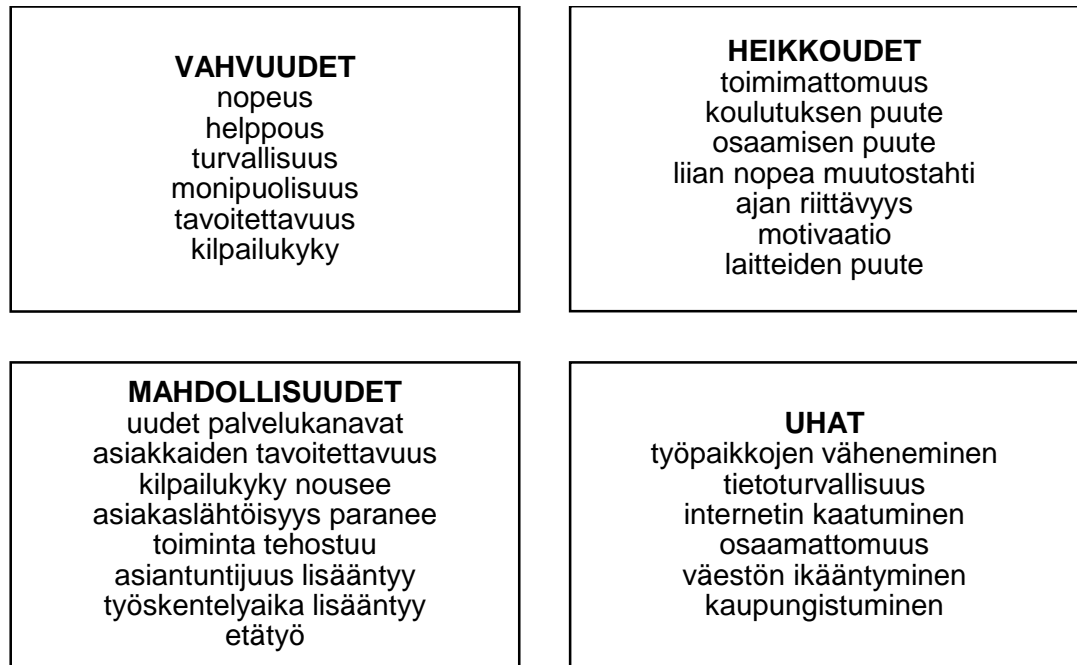 VAHVUUDET
nopeus
helppous
turvallisuus
monipuolisuus
tavoitettavuus
kilpailukyky
HEIKKOUDET
toimimattomuus
koulutuksen puute
osaamisen puute
liian nopea muutostahti
ajan riittävyys
motivaatio
laitteiden puute
MAHDOLLISUUDET
uudet palvelukanavat
asiakkaiden tavoitettavuus
kilpailukyky nousee
asiakaslähtöisyys paranee
toiminta tehostuu
asiantuntijuus lisääntyy
työskentelyaika lisääntyy
etätyö
UHAT
työpaikkojen väheneminen
tietoturvallisuus
internetin kaatuminen
osaamattomuus
väestön ikääntyminen
kaupungistuminen